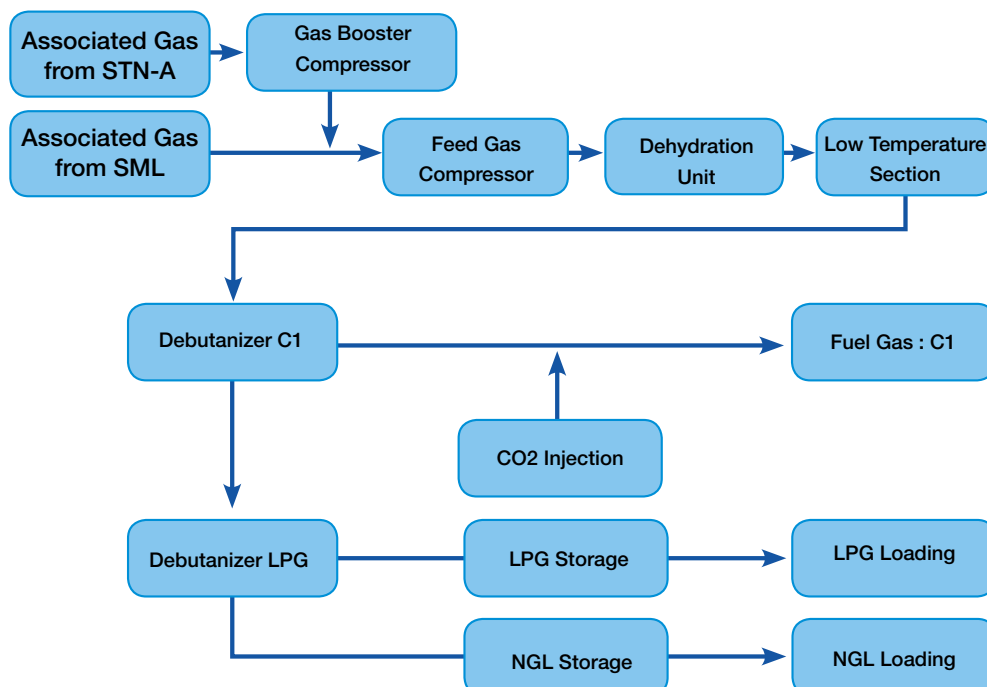 Associated Gas
from STN-A
Gas Booster
Compressor
Associated Gas
from SML
Feed Gas
Compressor
Dehydration
Unit
Low Temperature
Section
Debutanizer C1
Fuel Gas : C1
CO2 Injection
Debutanizer LPG
LPG Storage
LPG Loading
NGL Storage
NGL Loading